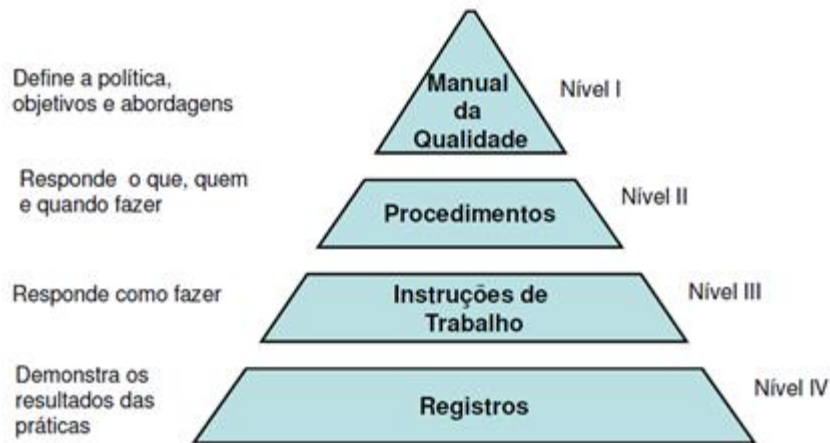 Define a política,
objetivos e abordagens
Manual
da
Qualidade
Nível I
Responde o que, quem
e quando fazer
Procedimentos
Nível II
Responde como fazer
Instruções de
Trabalho
Nível III
Demonstra os
resultados das
práticas
Registros
Nível IV